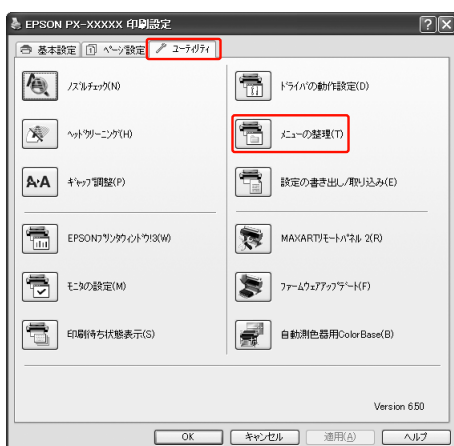 EPSON PX-XXXXX 印刷設定
基本設定 ページ設定 ユーティリティ
ノズルチェック(N)
ドライバの動作設定(D)
ヘッドクリーニング(H)
メニューの整理(T)
ギャップ調整(P)
設定の書き出し/取り込み(E)
EPSONプリンタウィンドウ!3(W)
MAXARTリモートパネル 2(R)
モニタの設定(M)
ファームウェアアップデート(F)
印刷待ち状態表示(S)
自動測色器用ColorBase(B)
Version 6.50
OK キャンセル 適用(A) ヘルプ